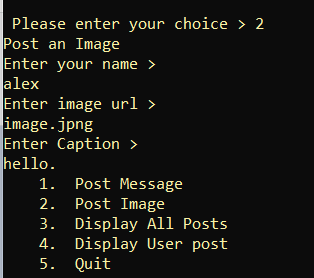 Please enter your choice > 2
Post an Image
Enter your name >
alex
Enter image url >
image.jpng
Enter Caption >
hello.
1. Post Message
2. Post Image
3. Display All Posts
4. Display User post
5. Quit